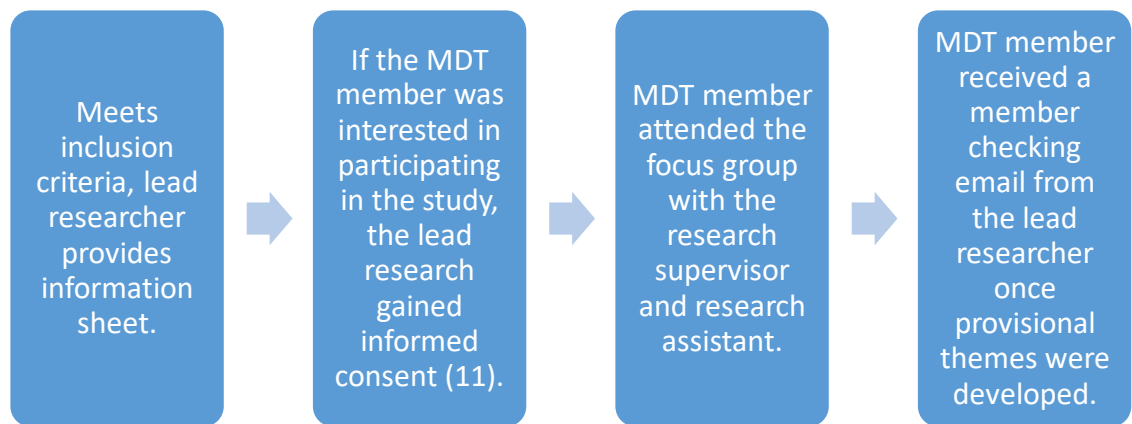 Meets
inclusion
criteria, lead
researcher
provides
information
sheet.
If the MDT
member was
interested in
participating
in the study,
the lead
research
gained
informed
consent (11).
MDT member
attended the
focus group
with the
research
supervisor
and research
assistant.
MDT member
received a
member
checking
email from
the lead
researcher
once
provisional
themes were
developed.